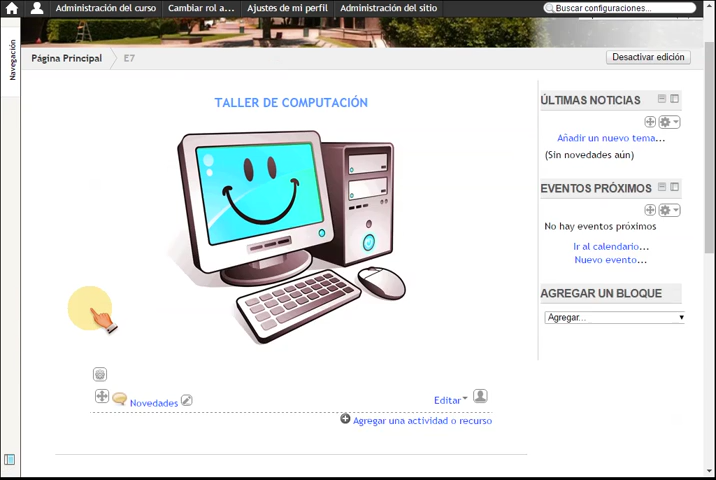 Administración del curso Cambiar rol a... Ajustes de mi perfil Administración del sitio Buscar configuraciones...
Navegación
Página Principal E7 Desactivar edición
TALLER DE COMPUTACIÓN
ÚLTIMAS NOTICIAS
Añadir un nuevo tema...
(Sin novedades aún)
EVENTOS PRÓXIMOS
No hay eventos próximos
Ir al calendario...
Nuevo evento...
AGREGAR UN BLOQUE
Agregar...
Novedades Editar
Agregar una actividad o recurso